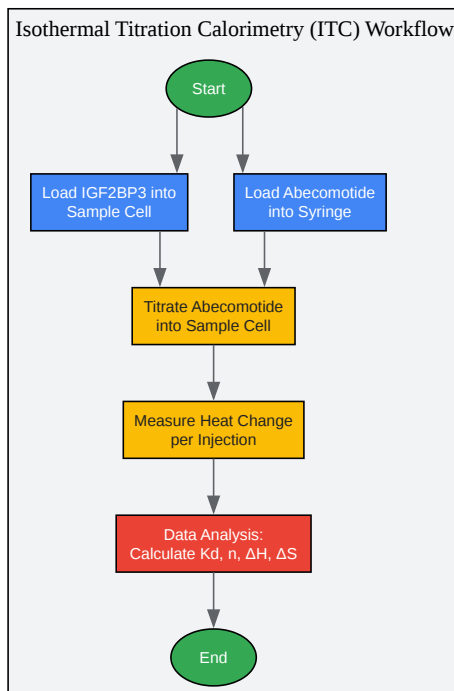 Isothermal Titration Calorimetry (ITC) Workflow
Start
Load IGF2BP3 into
Sample Cell
Load Abecomotide
into Syringe
Titrate Abecomotide
into Sample Cell
Measure Heat Change
per Injection
Data Analysis:
Calculate Kd, n, ΔH, ΔS
End